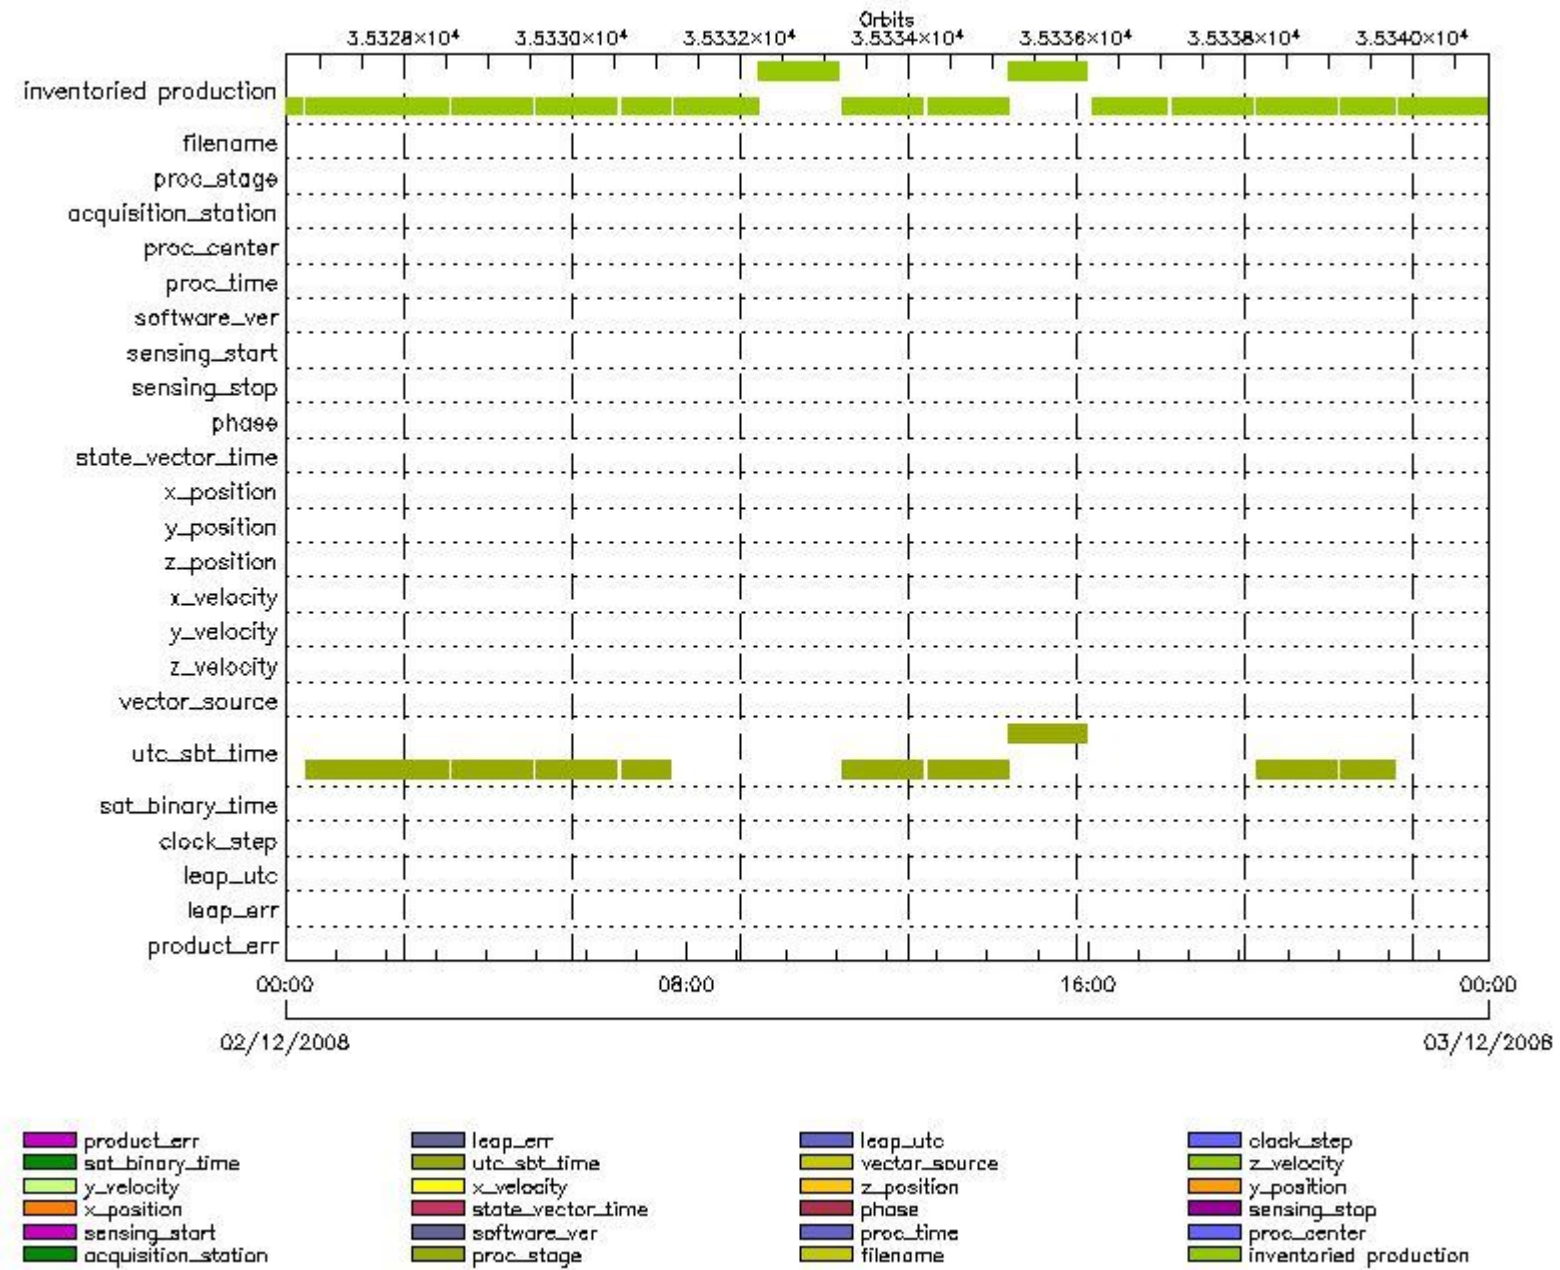 Orbits
3.5328×10⁴ 3.5330×10⁴ 3.5332×10⁴ 3.5334×10⁴ 3.5336×10⁴ 3.5338×10⁴ 3.5340×10⁴
inventoried production
filename
proc_stage
acquisition_station
proc_center
proc_time
software_ver
sensing_start
sensing_stop
phase
state_vector_time
x_position
y_position
z_position
x_velocity
y_velocity
z_velocity
vector_source
utc_sbt_time
sat_binary_time
clock_step
leap_utc
leap_err
product_err
00:00 08:00 16:00 00:00
02/12/2008 03/12/2008
product_err leap_err leap_utc clock_step
sat_binary_time utc_sbt_time vector_source z_velocity
y_velocity x_velocity z_position y_position
x_position state_vector_time phase sensing_stop
sensing_start software_ver proc_time proc_center
acquisition_station proc_stage filename inventoried production